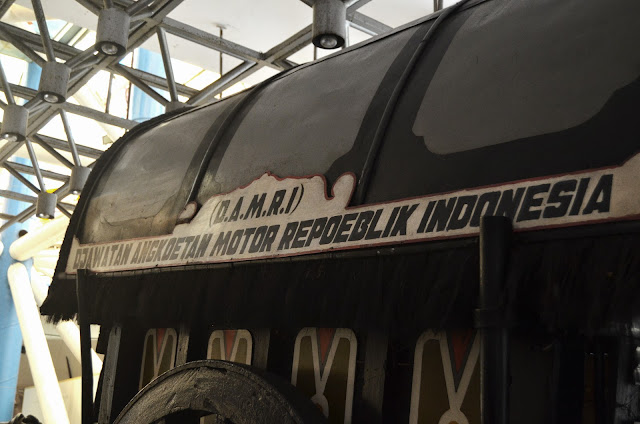 (D.A.M.R.I)
DJAWATAN ANGKOETAN MOTOR REPOEBLIK INDONESIA